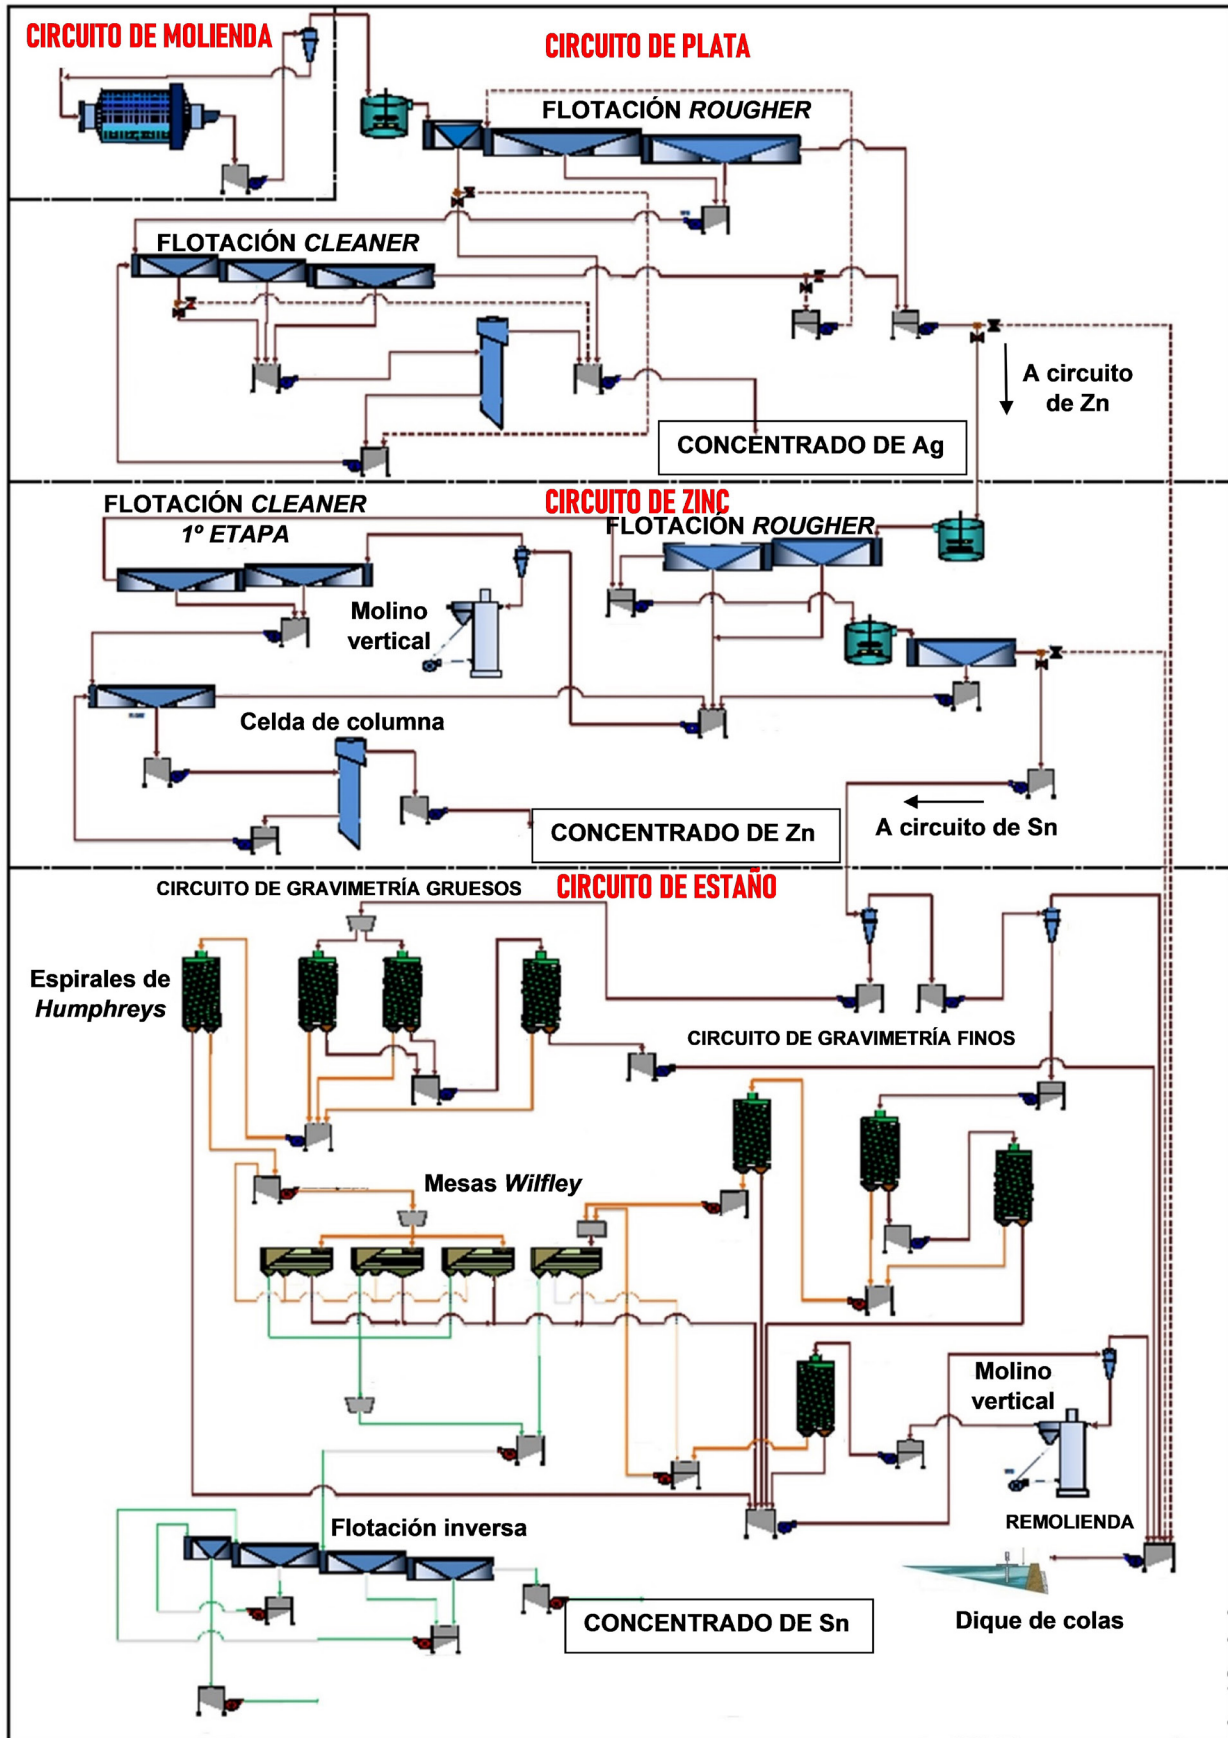 CIRCUITO DE MOLIENDA
CIRCUITO DE PLATA
FLOTACIÓN ROUGHER
FLOTACIÓN CLEANER
A circuito
de Zn
CONCENTRADO DE Ag
FLOTACIÓN CLEANER
1º ETAPA
CIRCUITO DE ZINC
FLOTACIÓN ROUGHER
Molino
vertical
Celda de columna
CONCENTRADO DE Zn
A circuito de Sn
CIRCUITO DE GRAVIMETRÍA GRUESOS
CIRCUITO DE ESTAÑO
Espirales de
Humphreys
CIRCUITO DE GRAVIMETRÍA FINOS
Mesas Wilfley
Molino
vertical
Flotación inversa
REMOLIENDA
CONCENTRADO DE Sn
Dique de colas